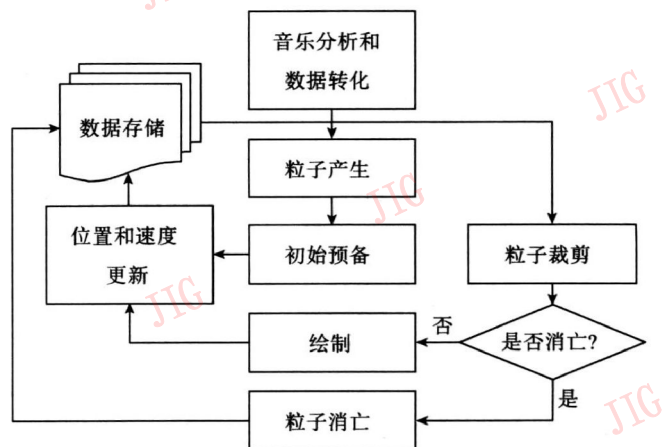 音乐分析和
数据转化
数据存储
粒子产生
位置和速度
更新
初始预备
粒子裁剪
绘制
否
是否消亡?
是
粒子消亡
JIG
JIG
JIG
JIG